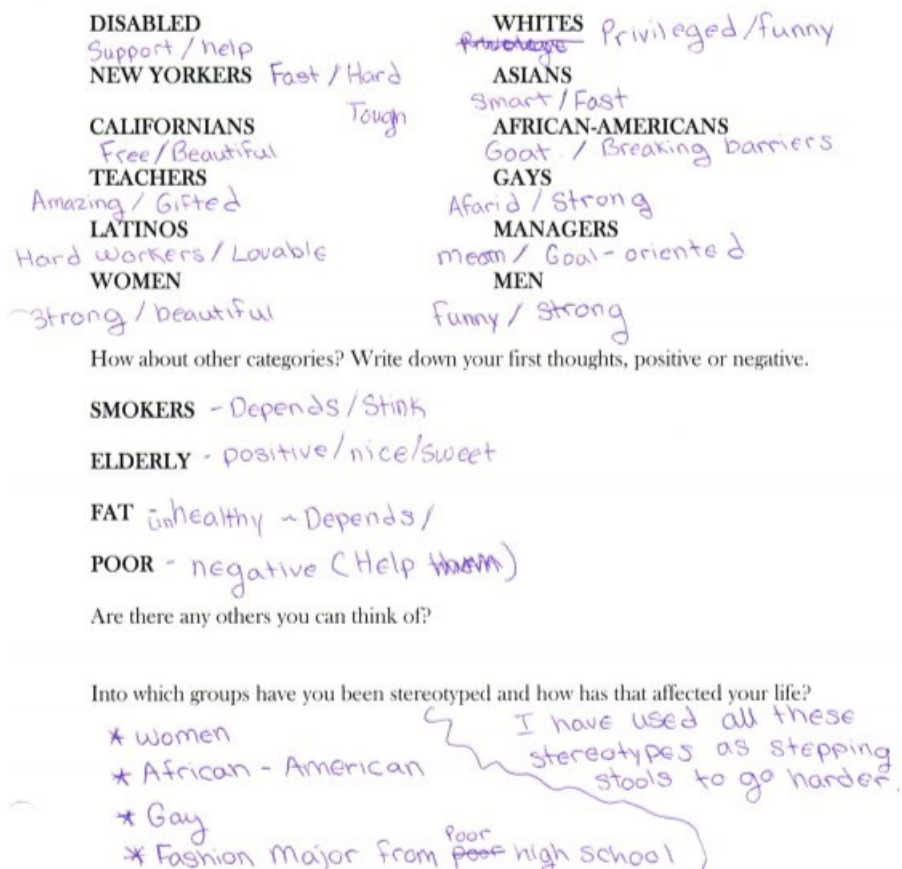 DISABLED WHITES
Support / help Privilege Privileged/funny
NEW YORKERS Fast / Hard ASIANS
Tough Smart / Fast
CALIFORNIANS AFRICAN-AMERICANS
Free / Beautiful Goat / Breaking barriers
TEACHERS GAYS
Amazing / Gifted Afarid / Strong
LATINOS MANAGERS
Hard Workers / Lovable mean / Goal-oriented
WOMEN MEN
Strong / beautiful Funny / Strong
How about other categories? Write down your first thoughts, positive or negative.
SMOKERS - Depends / Stink
ELDERLY - positive/nice/sweet
FAT unhealthy ~ Depends /
POOR - negative (Help them)
Are there any others you can think of?
Into which groups have you been stereotyped and how has that affected your life?
* women
* African - American
* Gay
* Fashion Major from poor Poor high school
I have used all these
stereotypes as stepping
stools to go harder.